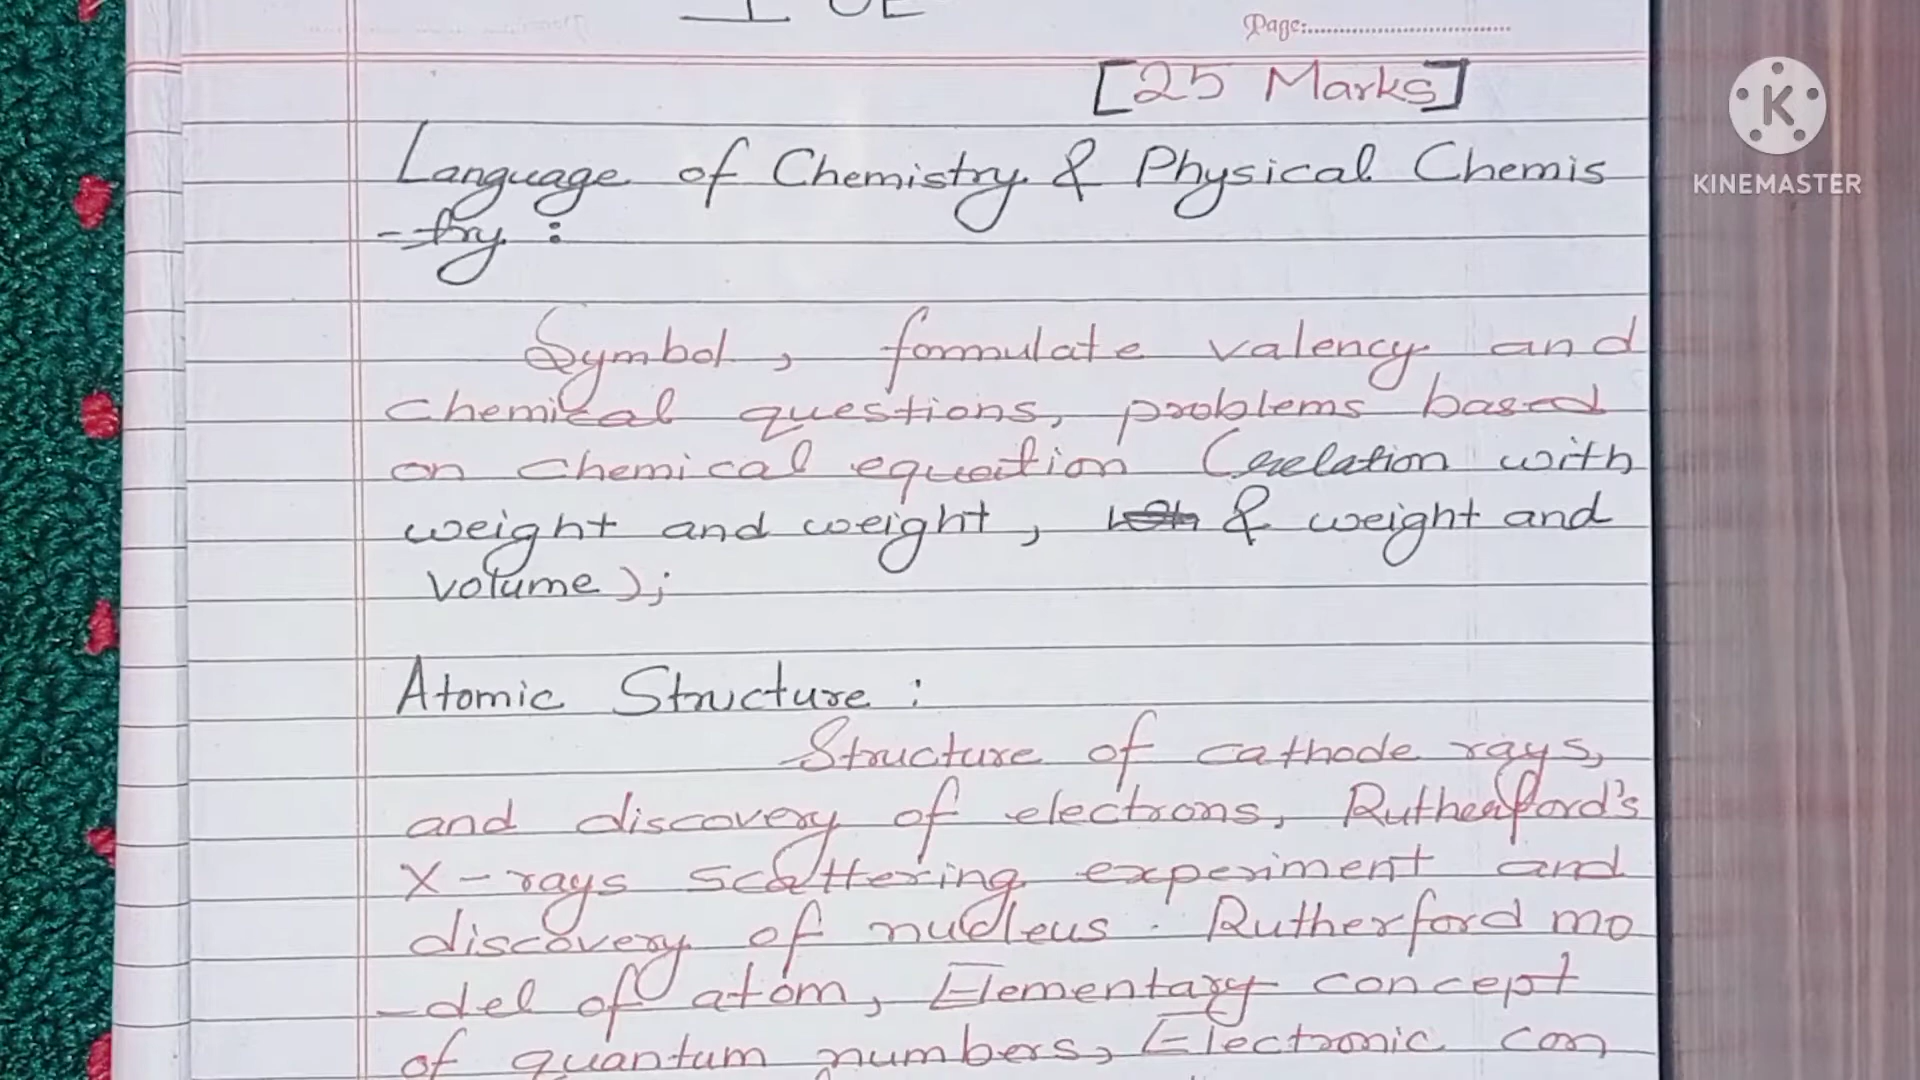 Page:
[25 Marks]
Language of Chemistry & Physical Chemis
-try :
Symbol, formulate valency and
chemical questions, problems based
on chemical equation (relation with
weight and weight, & weight and
volume);
Atomic Structure :
Structure of cathode rays,
and discovery of electrons, Rutherford's
X-rays scattering experiment and
discovery of nucleus. Rutherford mo
-del of atom, Elementary concept
of quantum numbers, Electronic con
K
KINEMASTER